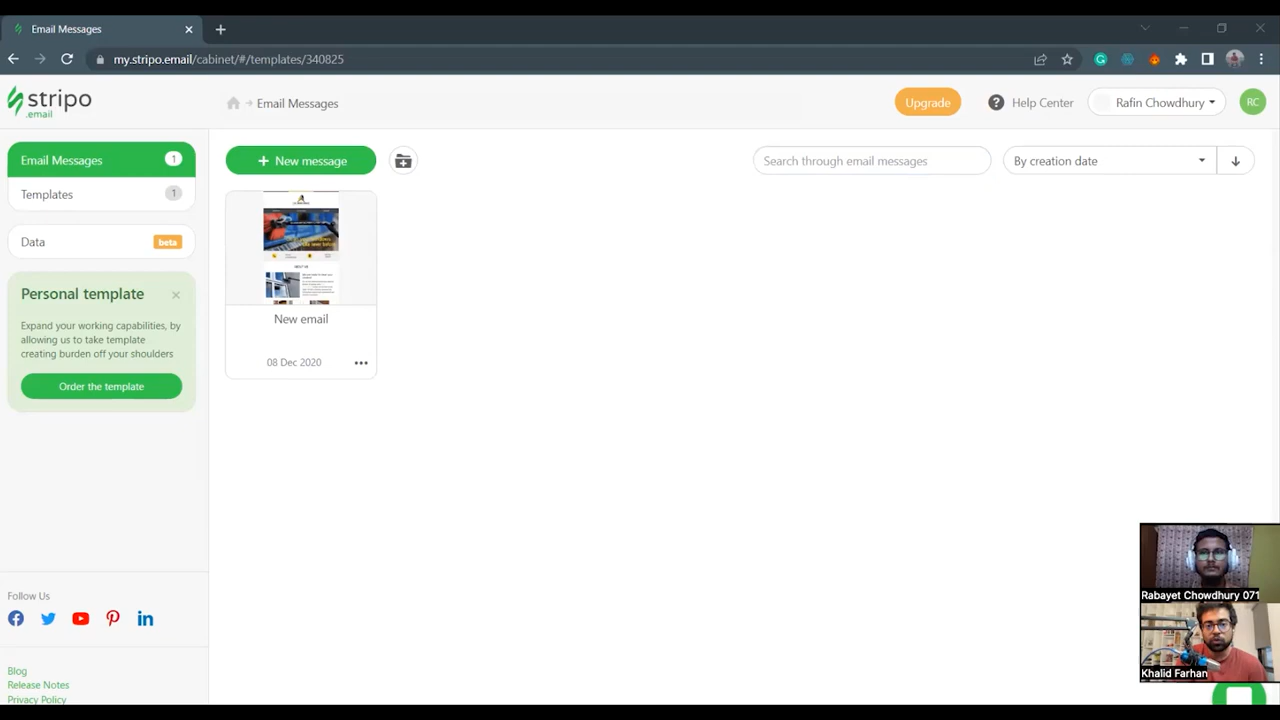 Email Messages
my.stripo.email/cabinet/#/templates/340825
stripo
.email
Email Messages
Upgrade
Help Center
Rafin Chowdhury
RC
Email Messages 1
Templates 1
Data beta
Personal template
Expand your working capabilities, by
allowing us to take template
creating burden off your shoulders
Order the template
New message
Search through email messages
By creation date
ABOUT US
New email
08 Dec 2020
Follow Us
Blog
Release Notes
Privacy Policy
Rabayet Chowdhury 071
Khalid Farhan